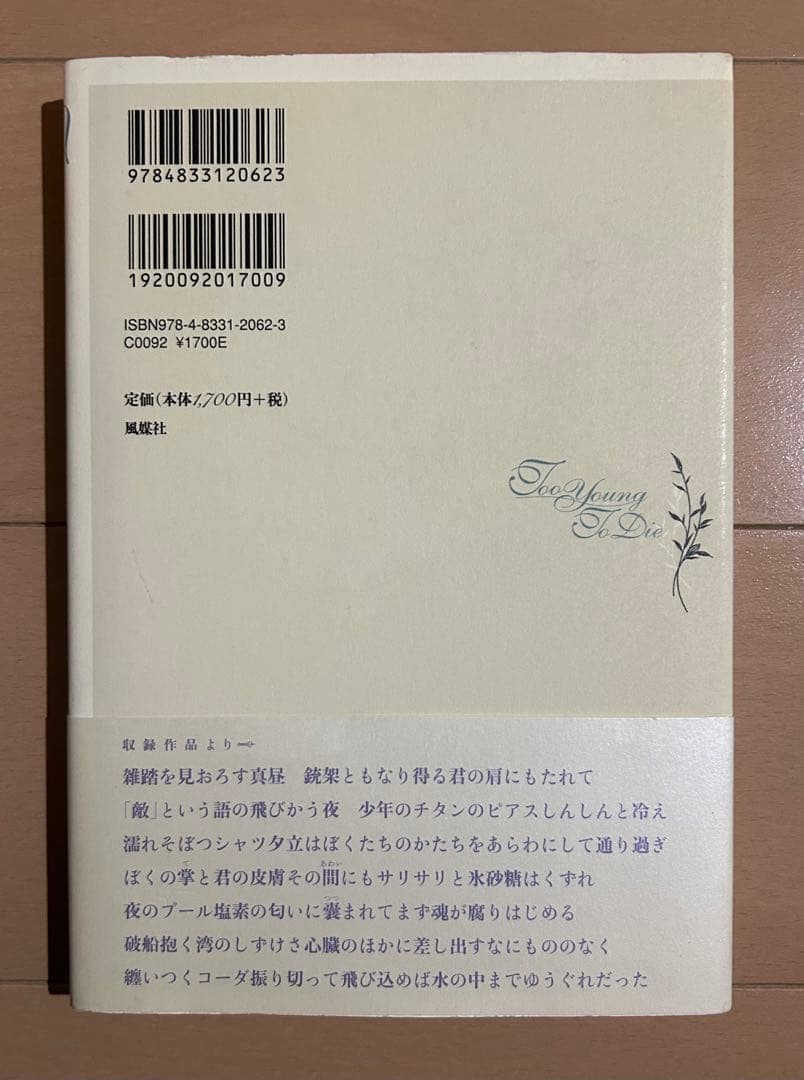 9784833120623
1920092017009
ISBN978-4-8331-2062-3
C0092 ¥1700E
定価(本体1,700円+税)
風媒社
Too Young
To Die
収録作品より
雑踏を見おろす真昼　銃架ともなり得る君の肩にもたれて
「敵」という語の飛びかう夜　少年のチタンのピアスしんしんと冷え
濡れそぼつシャツ夕立はぼくたちのかたちをあらわにして通り過ぎ
ぼくの掌て と君の皮膚その間あわい にもサリサリと氷砂糖はくずれ
夜のプール塩素の匂いに嚢つつ まれてまず魂が腐りはじめる
破船抱く湾のしずけさ心臓のほかに差し出すなにもののなく
纏いつくコーダ振り切って飛び込めば水の中までゆうぐれだった